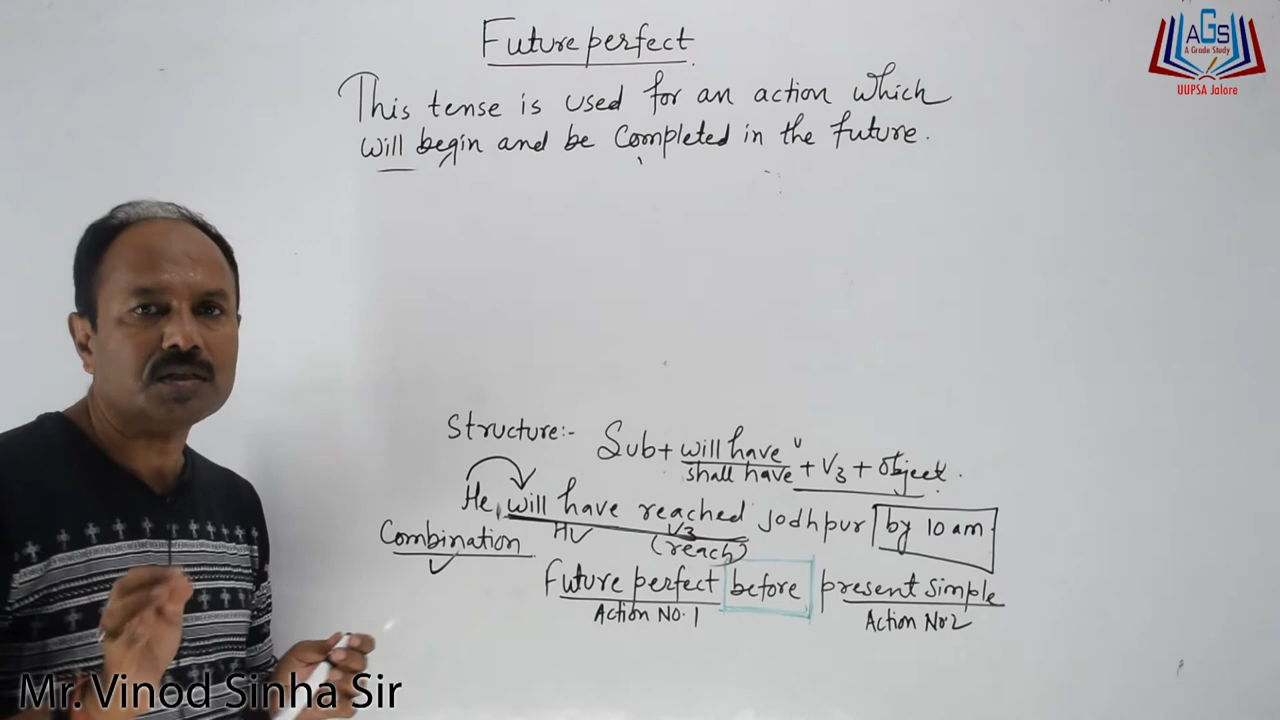 Future perfect
This tense is used for an action which
will begin and be completed in the future.
Structure:- Sub + will have + V3 + object.
shall have
He will have reached Jodhpur by 10 am
HV V3
(reach)
Combination
Future perfect before present simple
Action No. 1 Action No 2
AGS
A Grade Study
UUPSA Jalore
Mr. Vinod Sinha Sir